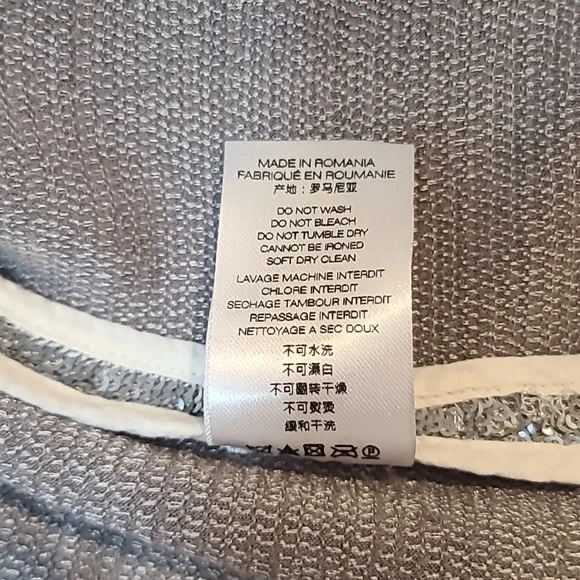 MADE IN ROMANIA
FABRIQUÉ EN ROUMANIE
产地：罗马尼亚
DO NOT WASH
DO NOT BLEACH
DO NOT TUMBLE DRY
CANNOT BE IRONED
SOFT DRY CLEAN
LAVAGE MACHINE INTERDIT
CHLORE INTERDIT
SECHAGE TAMBOUR INTERDIT
REPASSAGE INTERDIT
NETTOYAGE A SEC DOUX
不可水洗
不可漂白
不可翻转干燥
不可熨烫
緩和干洗